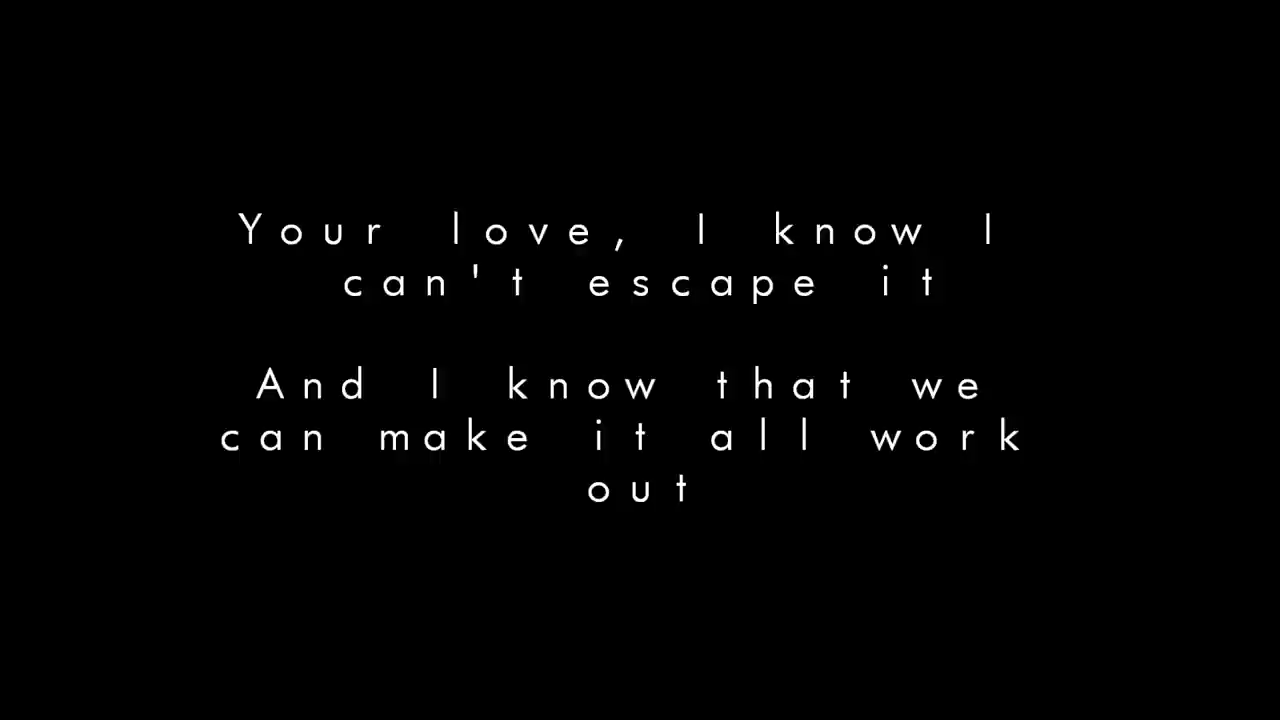 Your love, I know I
can't escape it
And I know that we
can make it all work
out